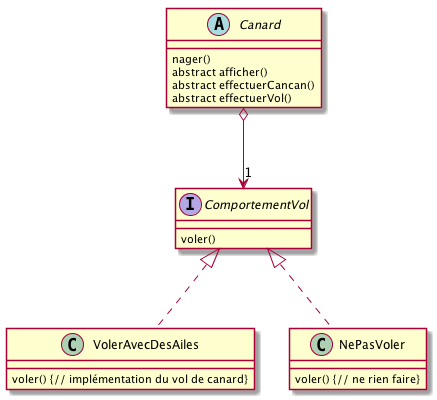 A Canard
nager()
abstract afficher()
abstract effectuerCancan()
abstract effectuerVol()
1
I ComportementVol
voler()
C VolerAvecDesAiles
voler() {// implémentation du vol de canard}
C NePasVoler
voler() {// ne rien faire}